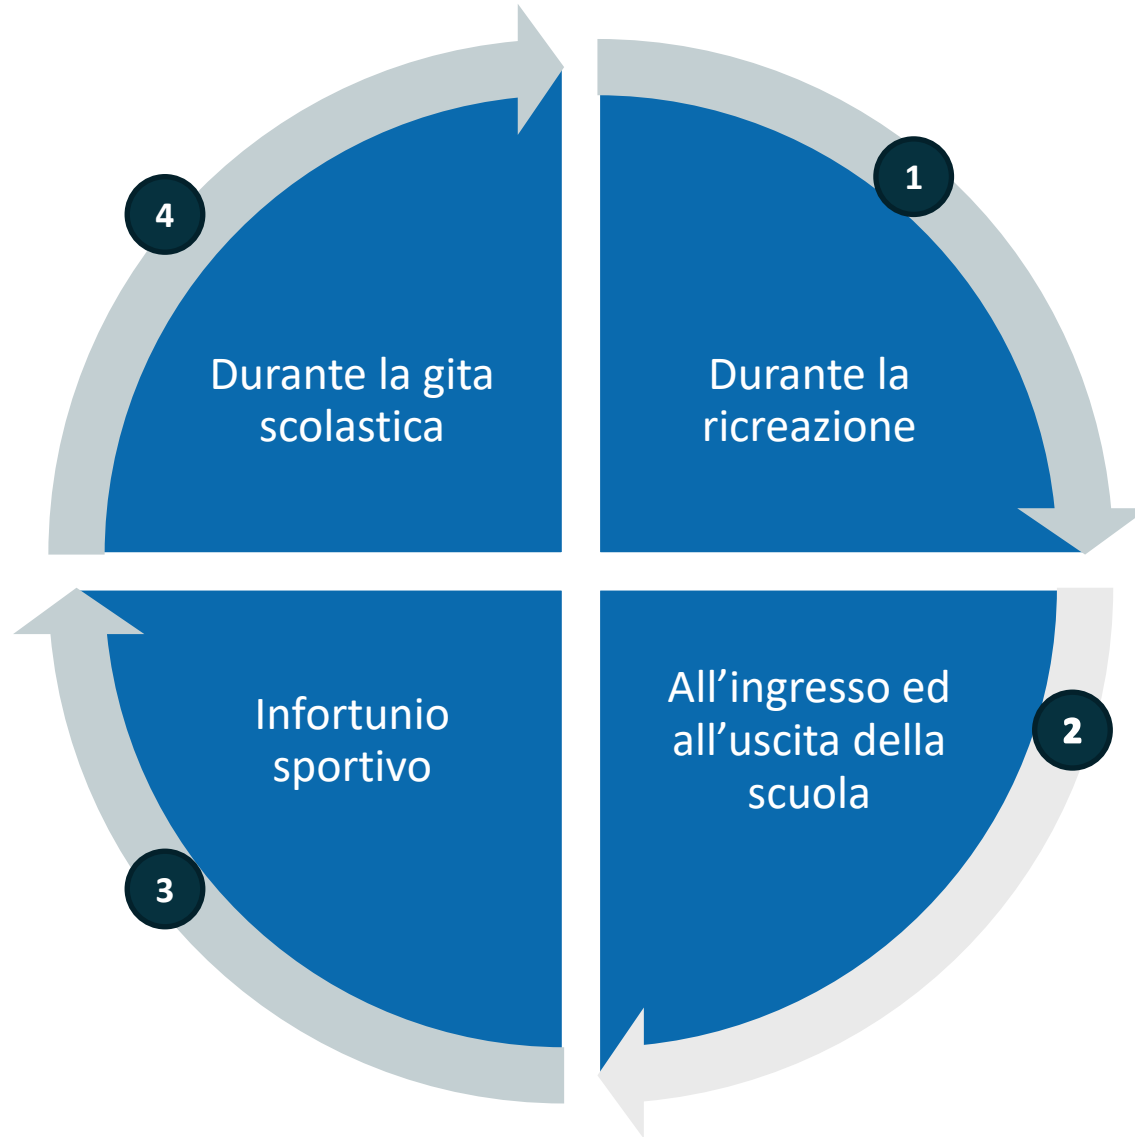 1
Durante la
ricreazione
2
All’ingresso ed
all’uscita della
scuola
3
Infortunio
sportivo
4
Durante la gita
scolastica